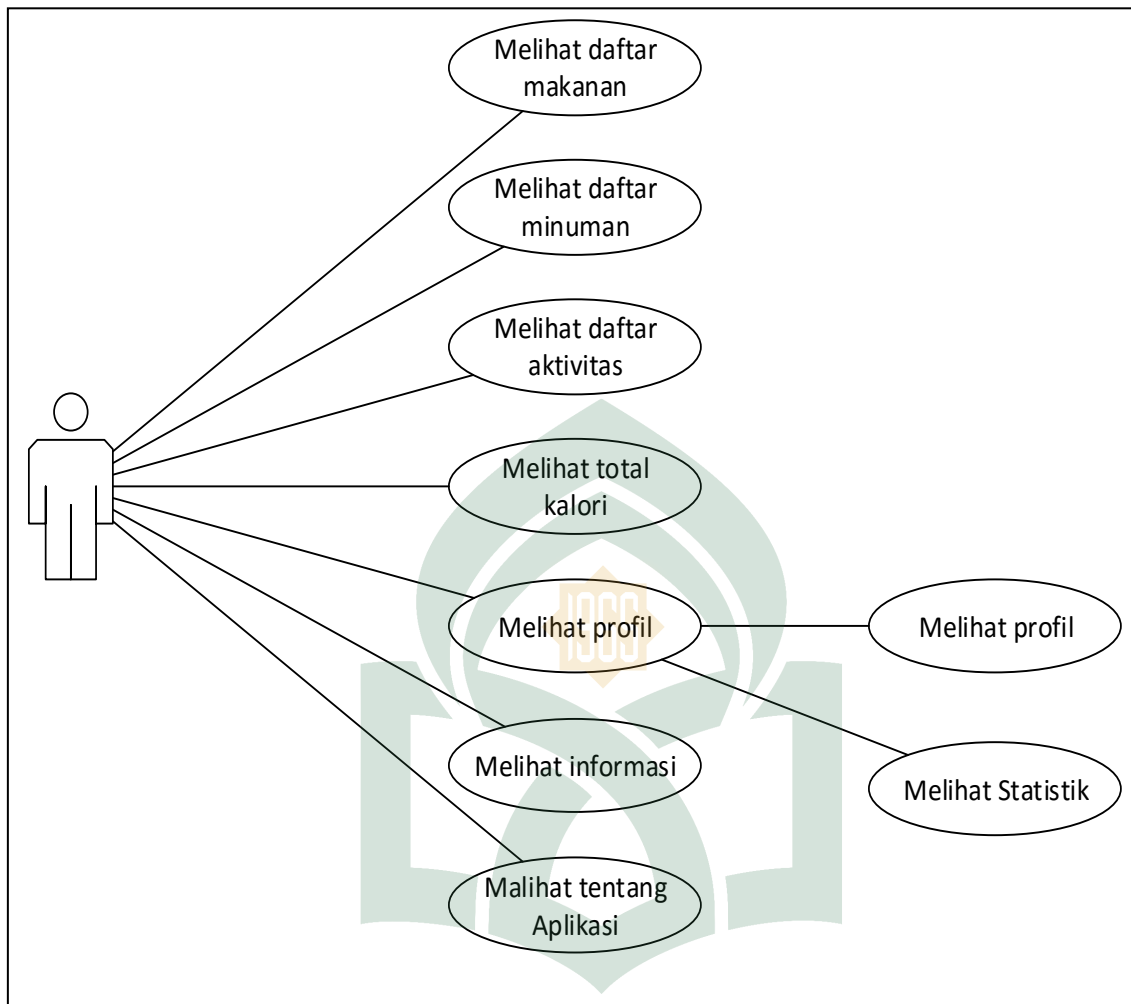 Melihat daftar
makanan
Melihat daftar
minuman
Melihat daftar
aktivitas
Melihat total
kalori
Melihat profil
Melihat profil
Melihat informasi
Melihat Statistik
Malihat tentang
Aplikasi